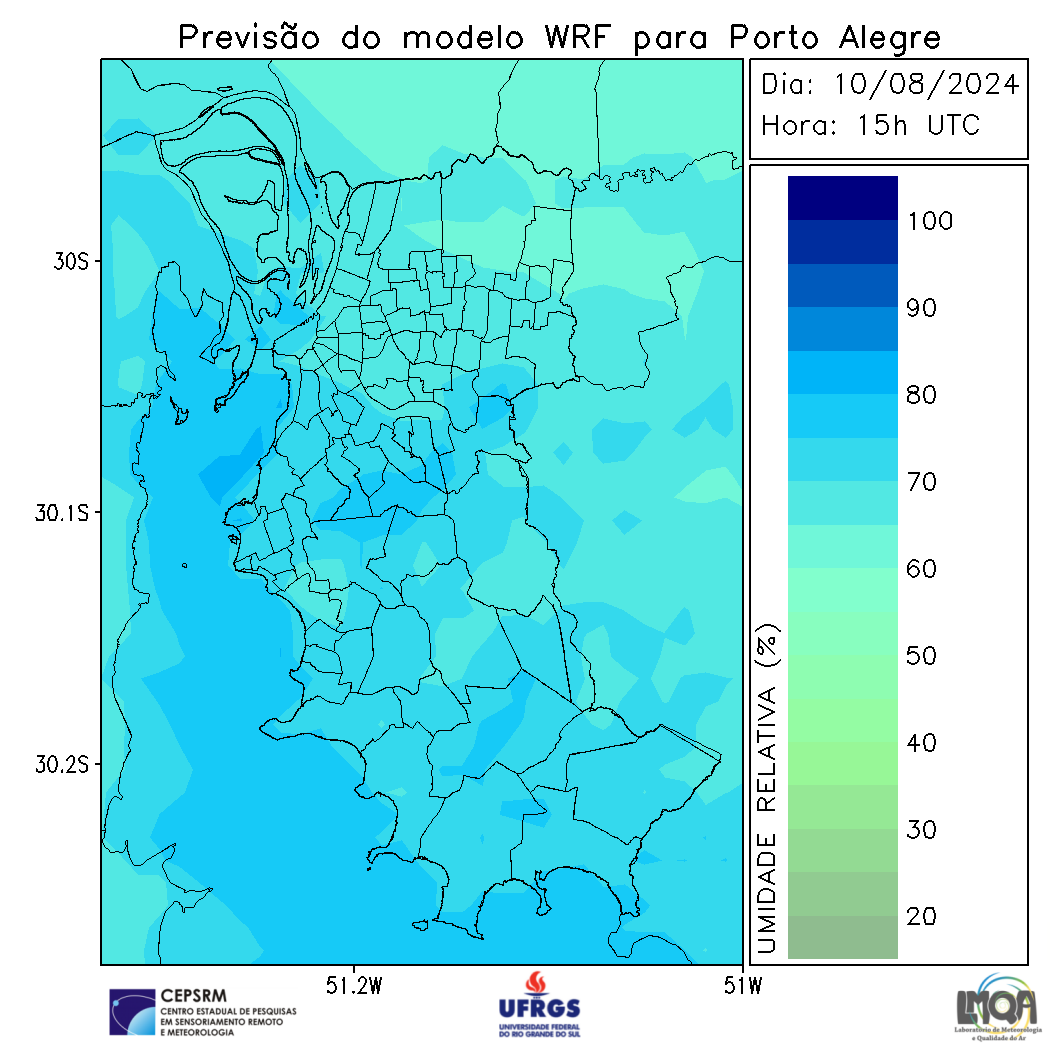 Previsão do modelo WRF para Porto Alegre
Dia: 10/08/2024
Hora: 15h UTC
30S
30.1S
30.2S
51.2W
51W
UMIDADE RELATIVA (%)
100
90
80
70
60
50
40
30
20
CEPSRM
CENTRO ESTADUAL DE PESQUISAS
EM SENSORIAMENTO REMOTO
E METEOROLOGIA
UFRGS
UNIVERSIDADE FEDERAL
DO RIO GRANDE DO SUL
LMQA
Laboratório de Meteorologia
e Qualidade do Ar